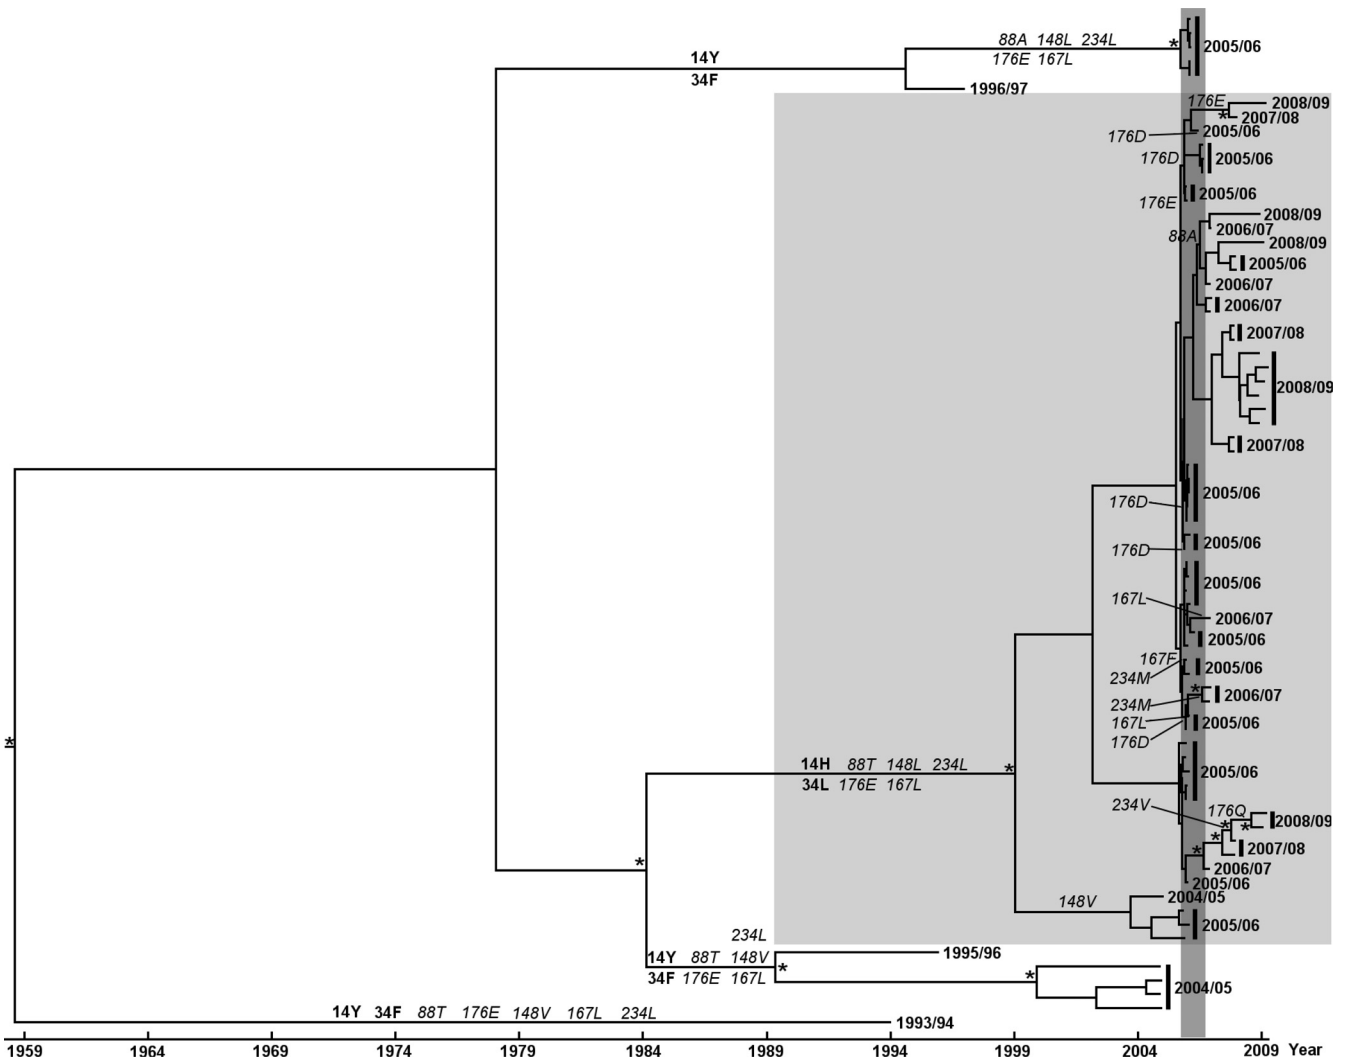 88A 148L 234L
* 2005/06
14Y
176E 167L
34F
1996/97
176E 2008/09
* 2007/08
176D 2005/06
176D 2005/06
176E 2005/06
2008/09
2006/07
88A
2008/09
2005/06
2006/07
2006/07
2007/08
2008/09
2007/08
2005/06
176D
176D 2005/06
2005/06
167L
2006/07
2005/06
167F
2005/06
234M
* 2006/07
234M
167L 2005/06
176D
*
14H 88T 148L 234L *
2005/06
34L 176E 167L
234V 176Q
* * 2008/09
*
* 2007/08
*
2006/07
2005/06
2004/05
148V
2005/06
234L
14Y 88T 148V 1995/96
*
34F 176E 167L *
2004/05
14Y 34F 88T 176E 148V 167L 234L
1993/94
1959 1964 1969 1974 1979 1984 1989 1994 1999 2004 2009 Year